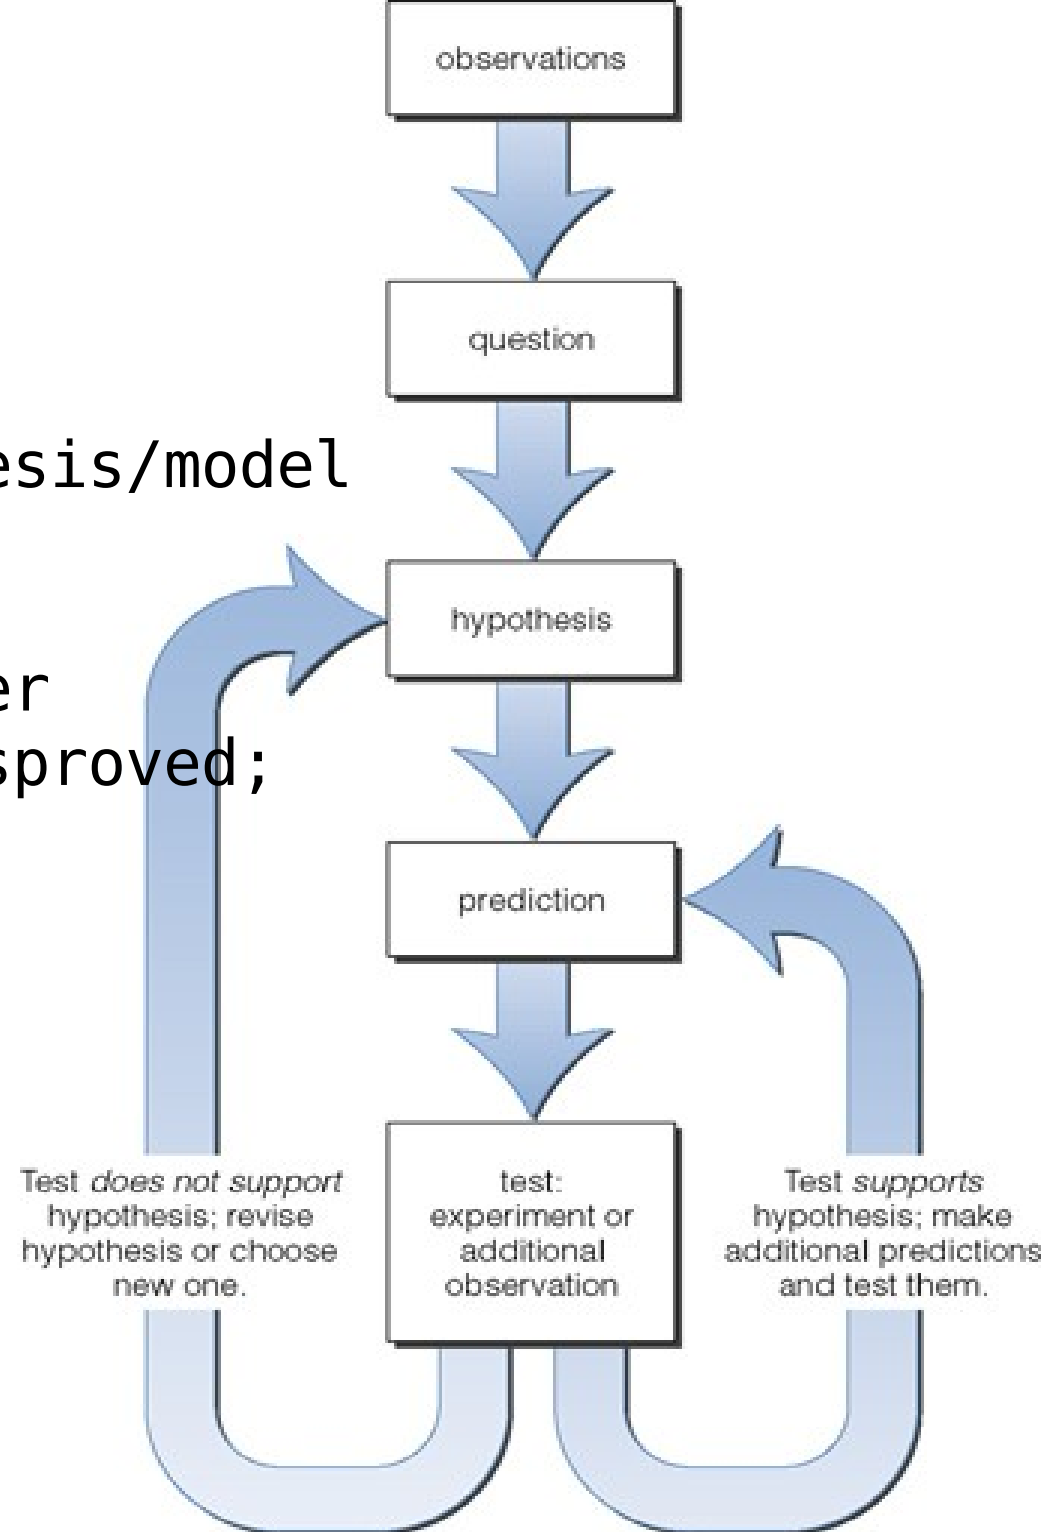 observations
question
esis/model
hypothesis
er
sproved;
prediction
Test does not support
hypothesis; revise
hypothesis or choose
new one.
test:
experiment or
additional
observation
Test supports
hypothesis; make
additional predictions
and test them.